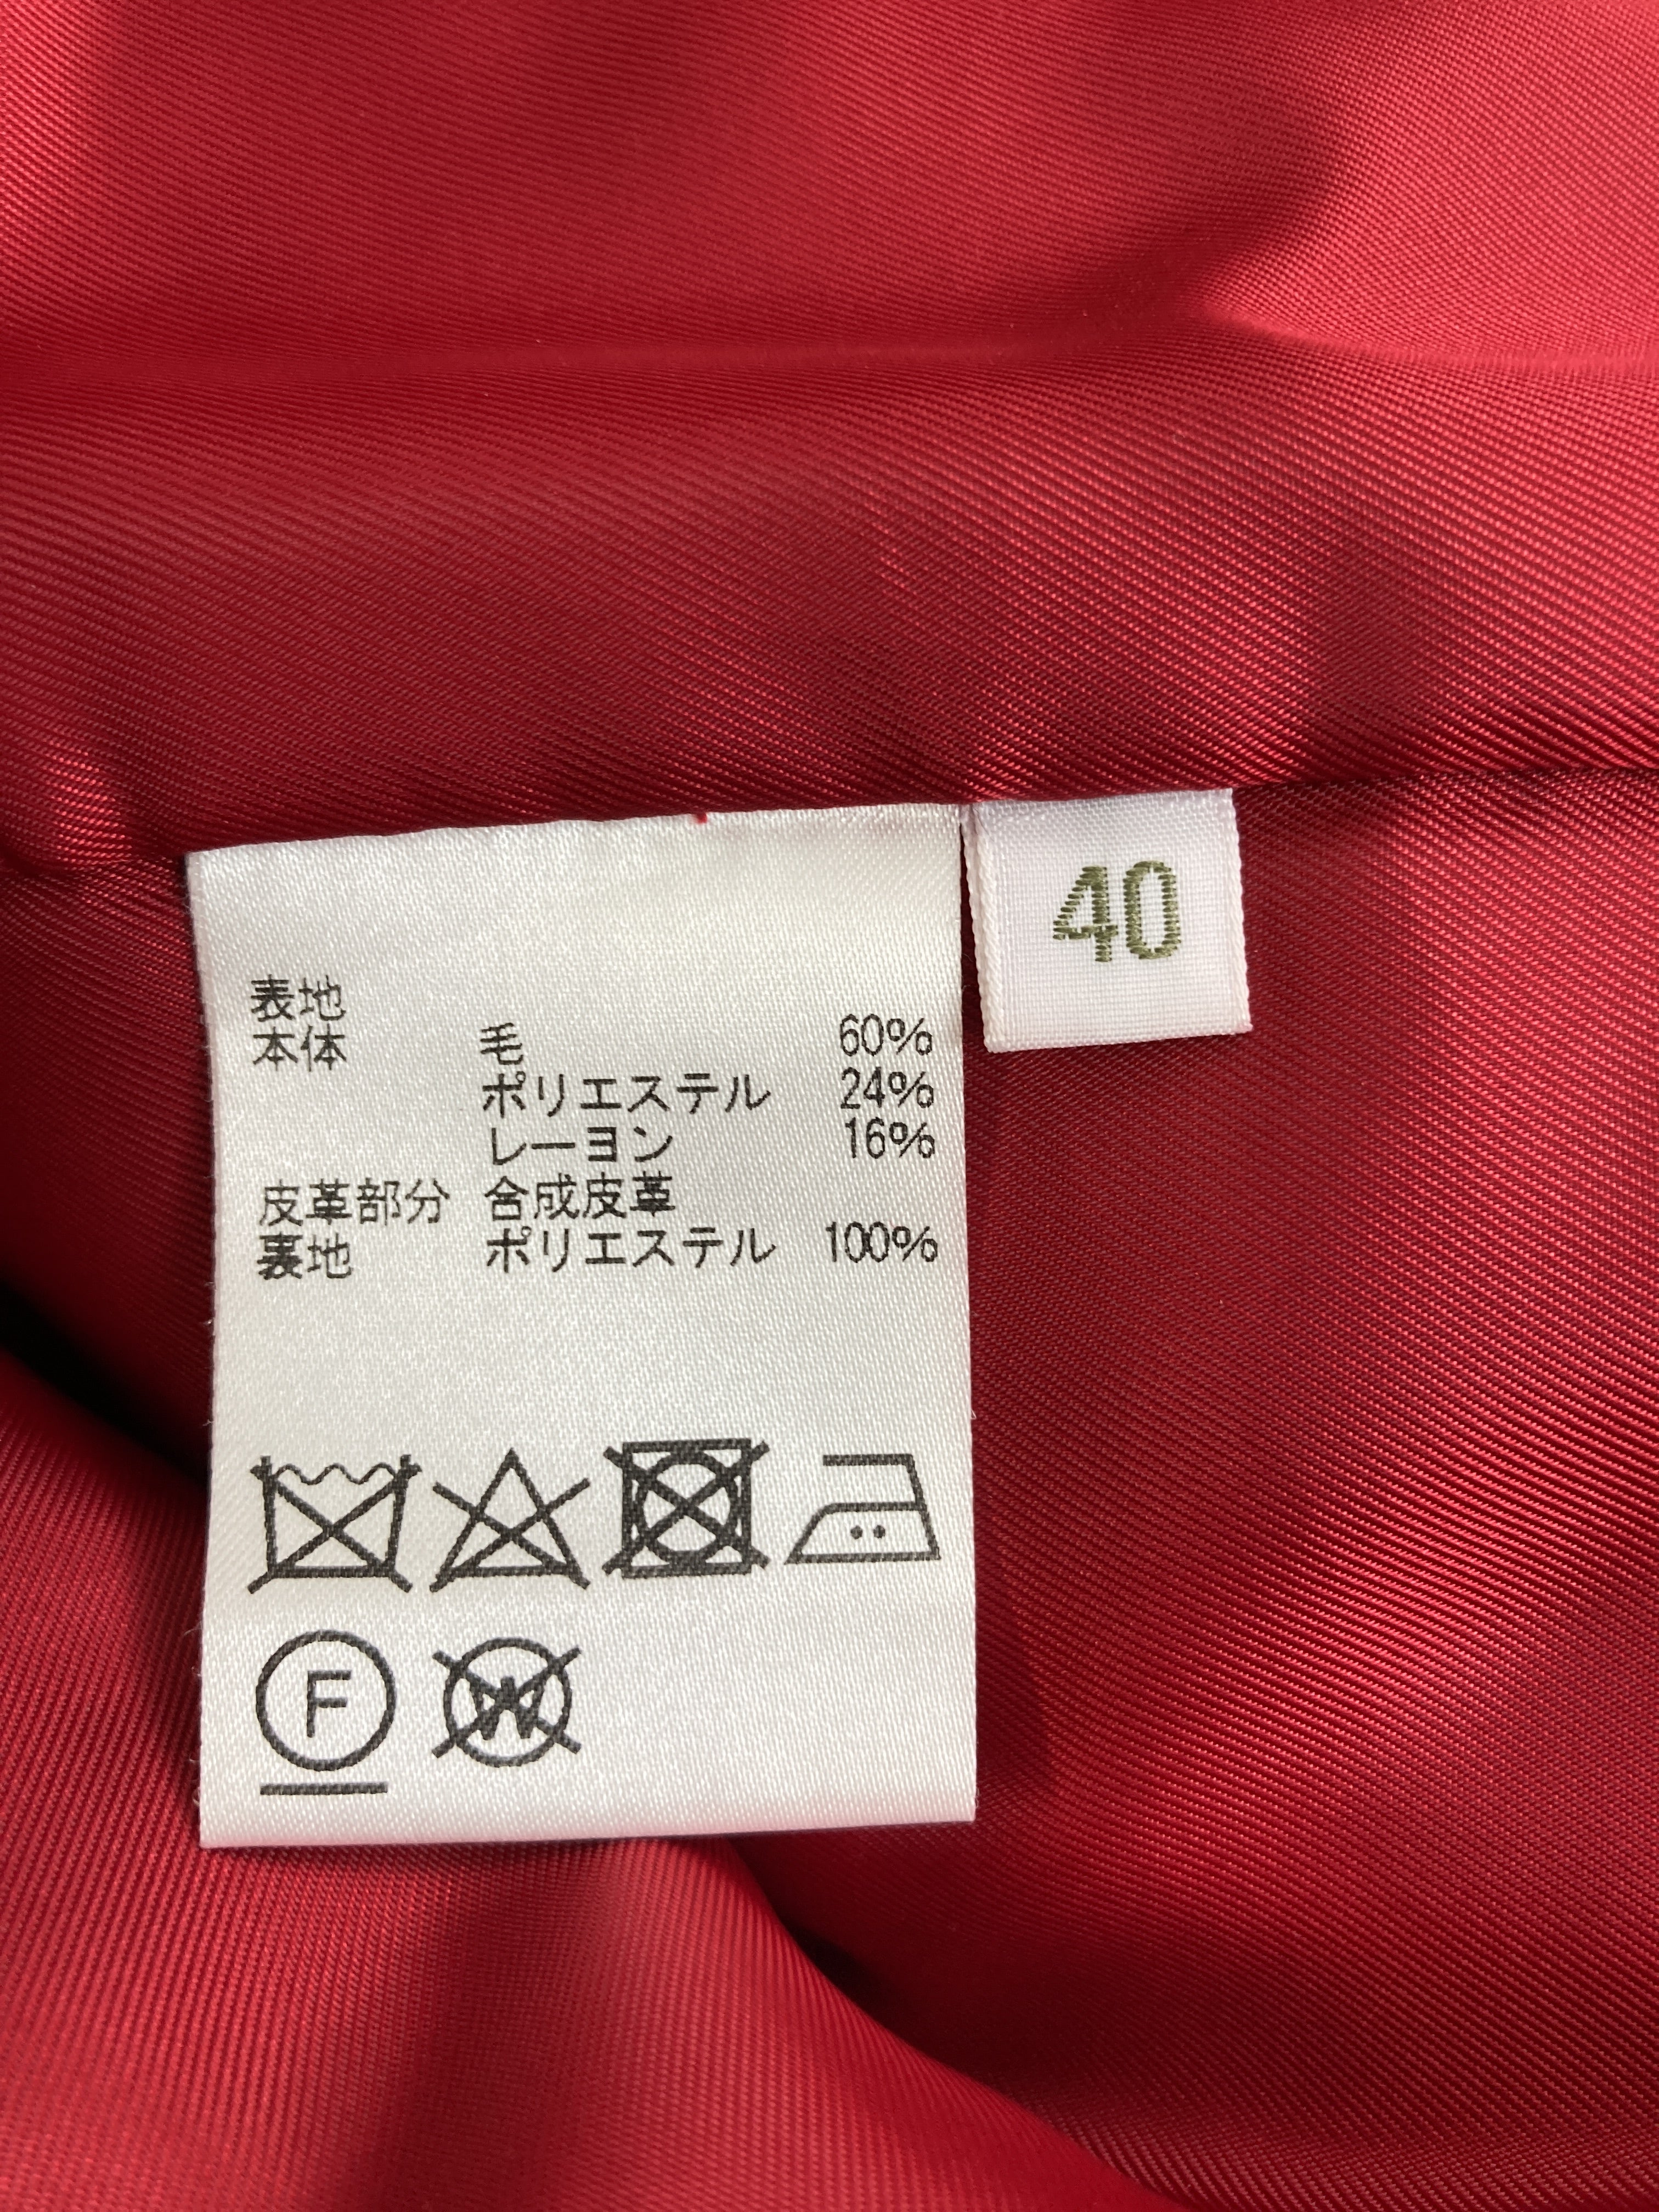 40
表地
本体 毛 60%
ポリエステル 24%
レーヨン 16%
皮革部分 合成皮革
裏地 ポリエステル 100%
F W